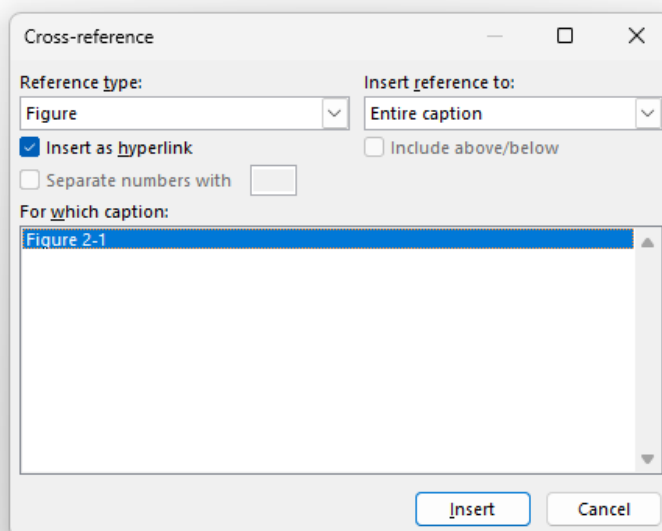 Cross-reference
Reference type:
Insert reference to:
Figure
Entire caption
Insert as hyperlink
Include above/below
Separate numbers with
For which caption:
Figure 2-1
Insert
Cancel